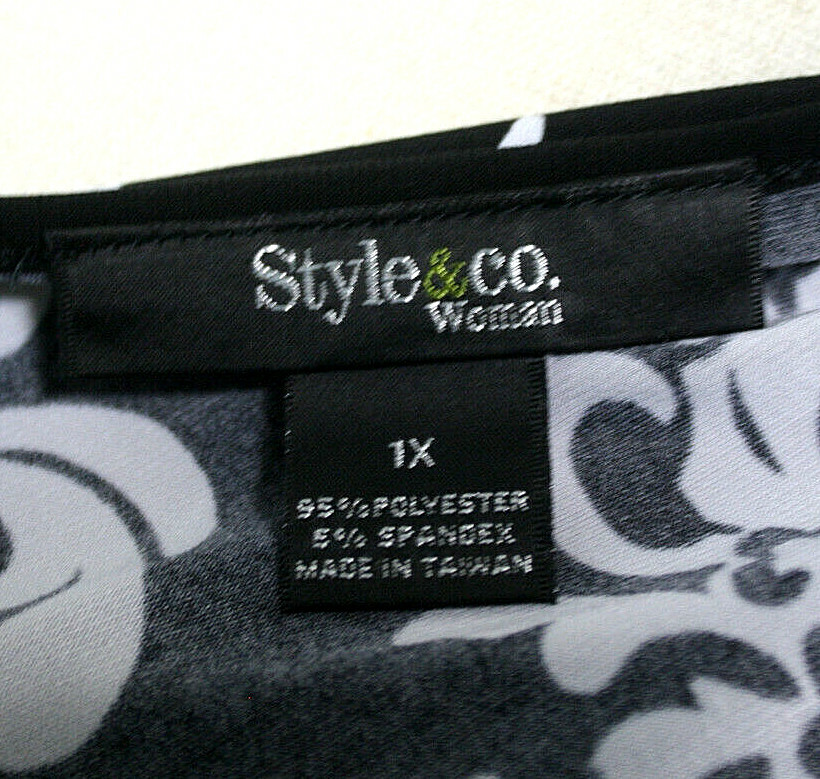 Style&co.
Woman
1X
95% POLYESTER
5% SPANDEX
MADE IN TAIWAN